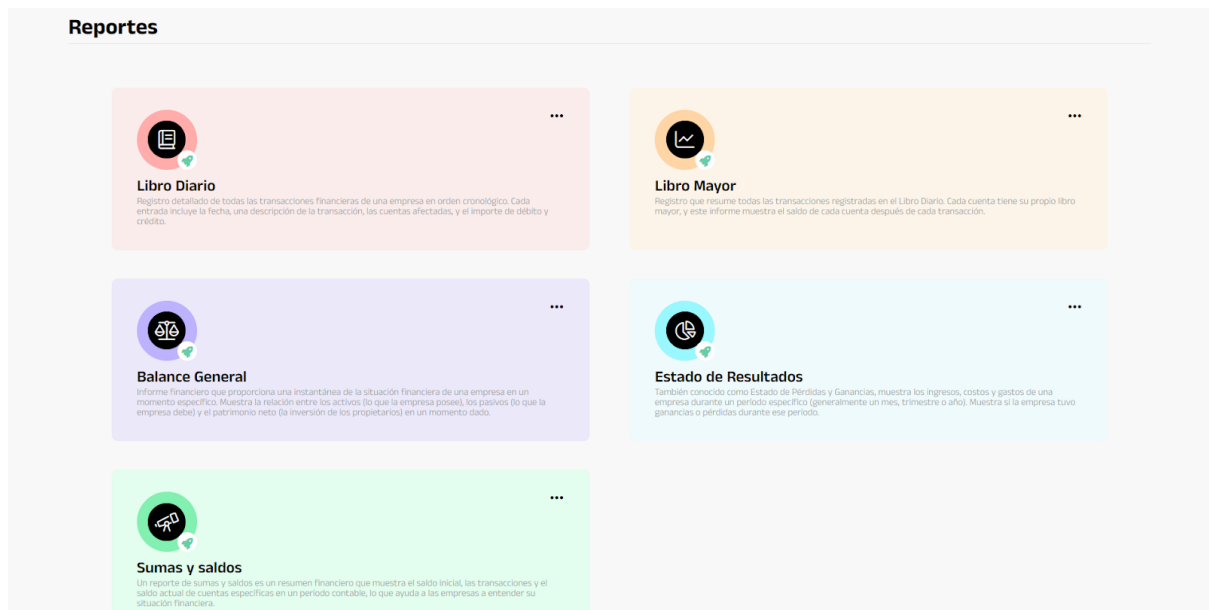 Reportes
Libro Diario
Registro detallado de todas las transacciones financieras de una empresa en orden cronológico. Cada
entrada incluye la fecha, una descripción de la transacción, las cuentas afectadas, y el importe de débito y
crédito.
Libro Mayor
Registro que resume todas las transacciones registradas en el Libro Diario. Cada cuenta tiene su propio libro
mayor, y este informe muestra el saldo de cada cuenta después de cada transacción.
Balance General
Informe financiero que proporciona una instantánea de la situación financiera de una empresa en un
momento específico. Muestra la relación entre los activos (lo que la empresa posee), los pasivos (lo que la
empresa debe) y el patrimonio neto (la inversión de los propietarios) en un momento dado.
Estado de Resultados
También conocido como Estado de Pérdidas y Ganancias, muestra los ingresos, costos y gastos de una
empresa durante un período específico (generalmente un mes, trimestre o año). Muestra si la empresa tuvo
ganancias o pérdidas durante ese período.
Sumas y saldos
Un reporte de sumas y saldos es un resumen financiero que muestra el saldo inicial, las transacciones y el
saldo actual de cuentas específicas en un período contable, lo que ayuda a las empresas a entender su
situación financiera.